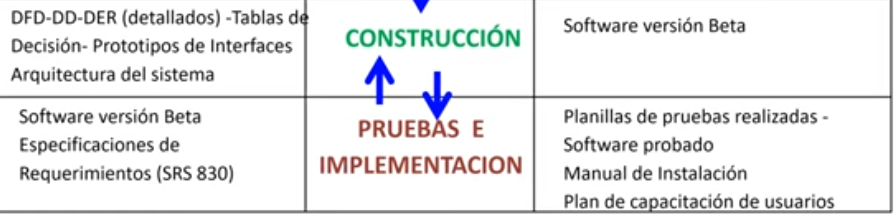 DFD-DD-DER (detallados) -Tablas de
Decisión- Prototipos de Interfaces
Arquitectura del sistema
CONSTRUCCIÓN
Software versión Beta
Software versión Beta
Especificaciones de
Requerimientos (SRS 830)
PRUEBAS E
IMPLEMENTACION
Planillas de pruebas realizadas -
Software probado
Manual de Instalación
Plan de capacitación de usuarios